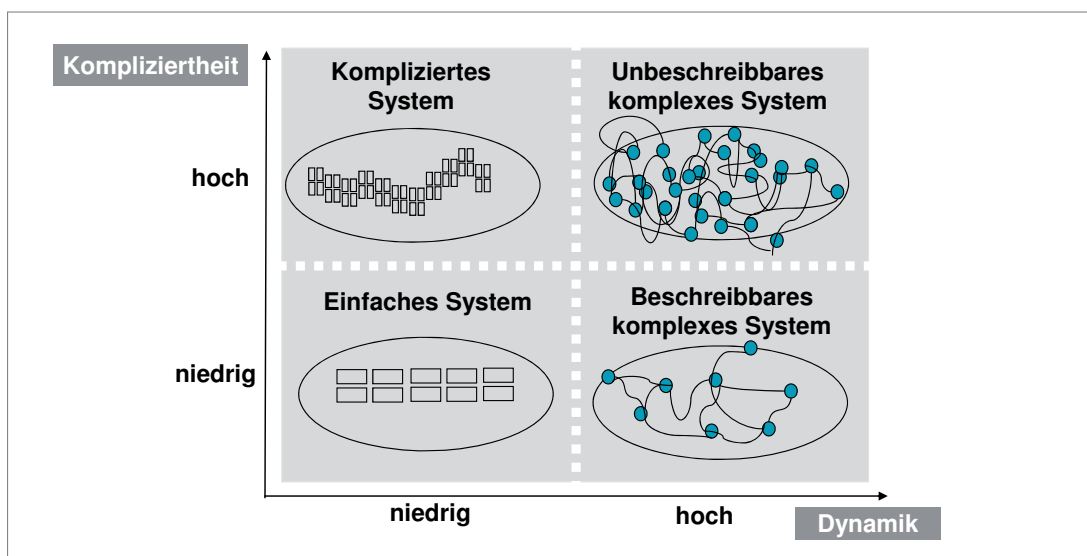 Kompliziertheit
Kompliziertes
System
Unbeschreibbares
komplexes System
hoch
Einfaches System
Beschreibbares
komplexes System
niedrig
niedrig
hoch
Dynamik